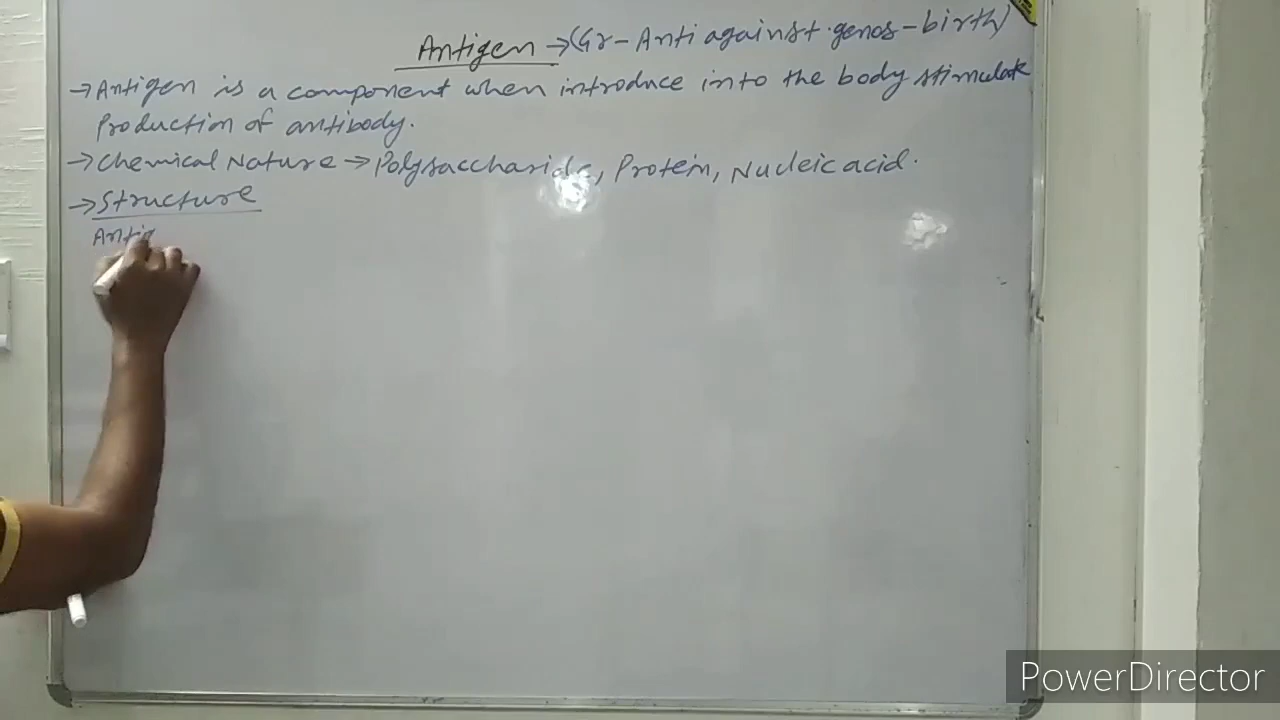 Antigen → (Gr - Anti against. genos - birth)
→ Antigen is a component when introduce into the body stimulate
Production of antibody.
→ Chemical Nature → Polysaccharide, Protein, Nucleic acid.
→ Structure
Antig
PowerDirector